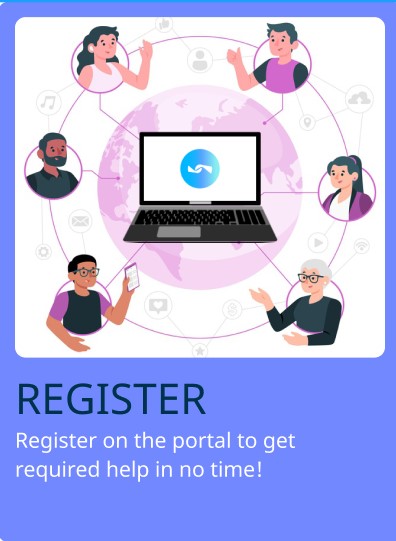 REGISTER
Register on the portal to get
required help in no time!